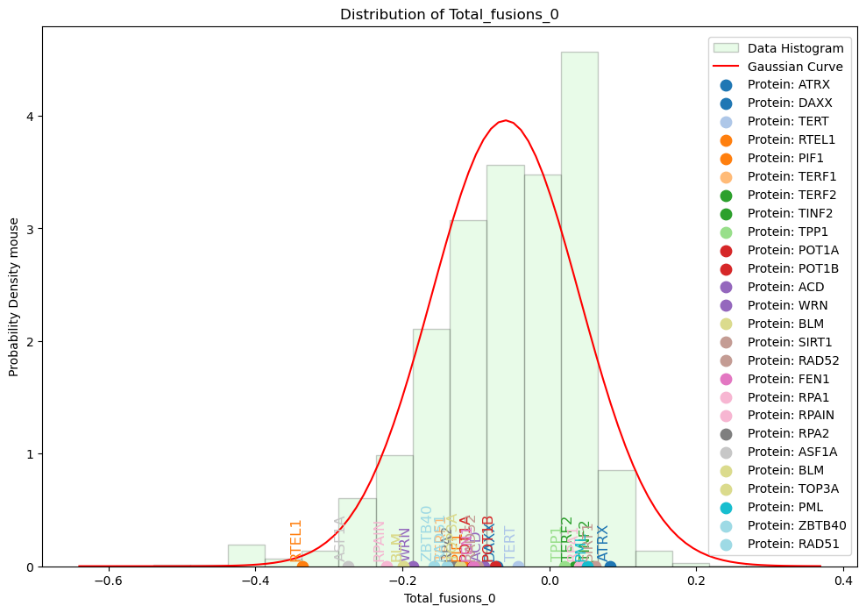 Distribution of Total_fusions_0
Data Histogram
Gaussian Curve
Protein: ATRX
Protein: DAXX
Protein: TERT
Protein: RTEL1
Protein: PIF1
Protein: TERF1
Protein: TERF2
Protein: TINF2
Protein: TPP1
Protein: POT1A
Protein: POT1B
Protein: ACD
Protein: WRN
Protein: BLM
Protein: SIRT1
Protein: RAD52
Protein: FEN1
Protein: RPA1
Protein: RPAIN
Protein: RPA2
Protein: ASF1A
Protein: BLM
Protein: TOP3A
Protein: PML
Protein: ZBTB40
Protein: RAD51
Probability Density mouse
4
3
2
1
0
RTEL1
ASF1A
RPAIN
BLM
WRN
ZBTB40
TERT
TPP1
ATRX
−0.6
−0.4
−0.2
0.0
0.2
0.4
Total_fusions_0